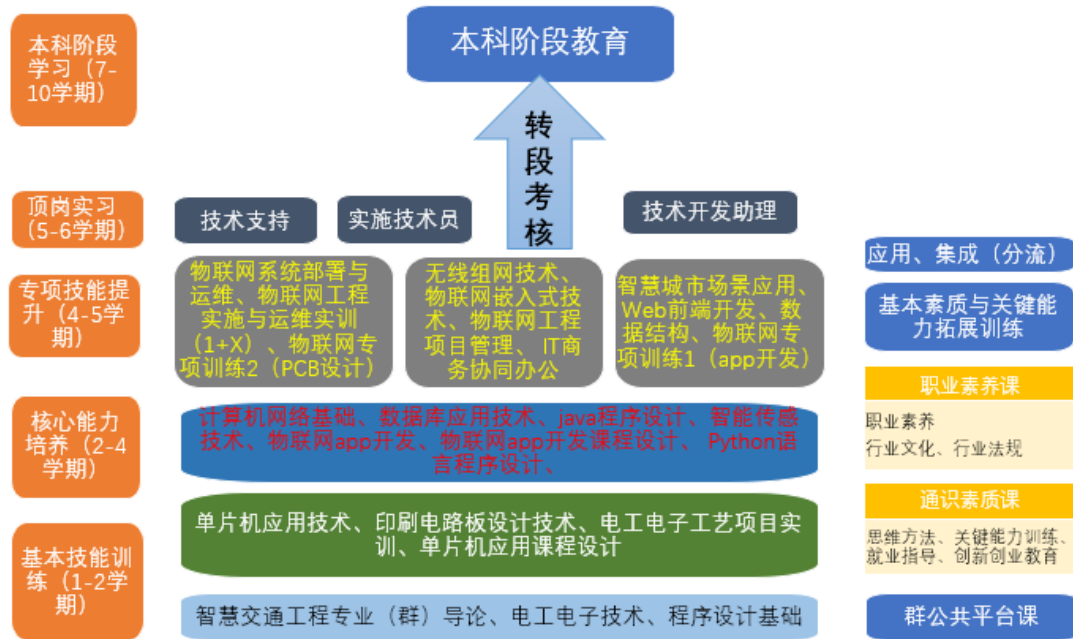 本科阶段
学习（7-
10学期）
本科阶段教育
转
段
考
核
顶岗实习
（5-6学期）
技术支持
实施技术员
技术开发助理
专项技能提
升（4-5学
期）
物联网系统部署与
运维、物联网工程
实施与运维实训
（1+X）、物联网专
项训练2（PCB设计）
无线组网技术、
物联网嵌入式技
术、物联网工程
项目管理、 IT商
务协同办公
智慧城市场景应用、
Web前端开发、数
据结构、物联网专
项训练1（app开发）
应用、集成（分流）
基本素质与关键能
力拓展训练
核心能力
培养（2-4
学期）
计算机网络基础、数据库应用技术、java程序设计、智能传感
技术、物联网app开发、物联网app开发课程设计、 Python语
言程序设计、
职业素养课
职业素养
行业文化、行业法规
基本技能训
练（1-2学
期）
单片机应用技术、印刷电路板设计技术、电工电子工艺项目实
训、单片机应用课程设计
通识素质课
思维方法、关键能力训练、
就业指导、创新创业教育
智慧交通工程专业（群）导论、电工电子技术、程序设计基础
群公共平台课